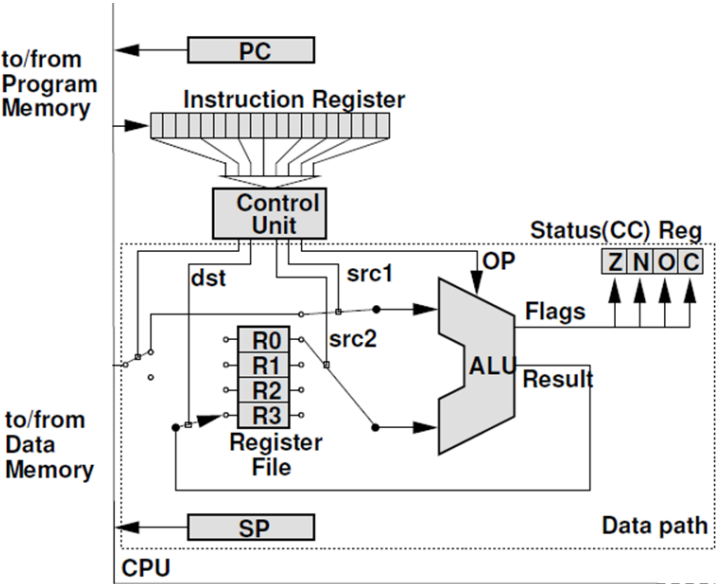 to/from
Program
Memory
PC
Instruction Register
Control
Unit
Status(CC) Reg
Z N O C
dst
src1
OP
src2
Flags
R0
R1
R2
R3
ALU
Result
Register
File
to/from
Data
Memory
SP
Data path
CPU